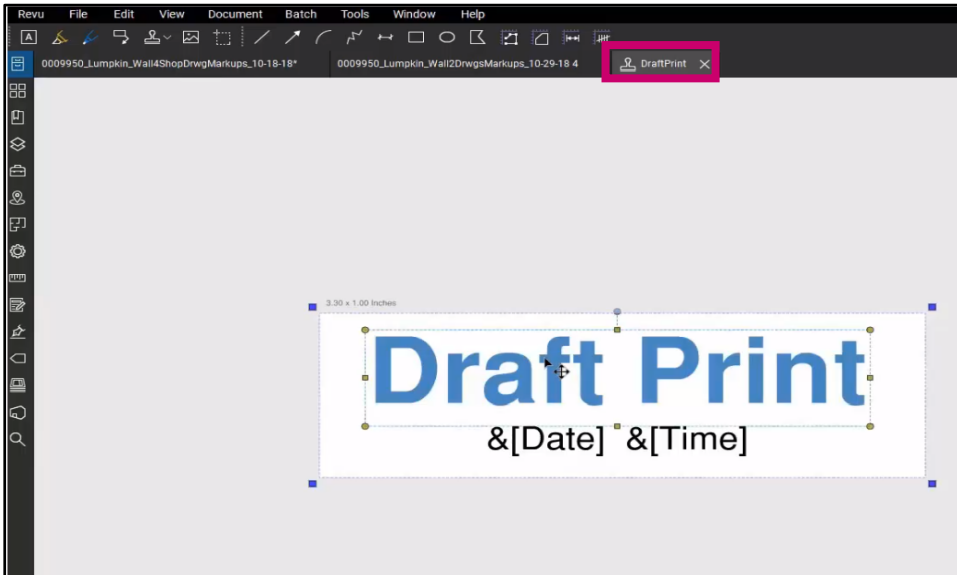 Revu File Edit View Document Batch Tools Window Help
A
0009950_Lumpkin_Wall4ShopDrwgMarkups_10-18-18* 0009950_Lumpkin_Wall2DrwgsMarkups_10-29-18 4 DraftPrint
3.30 x 1.00 Inches
Draft Print
&[Date] &[Time]